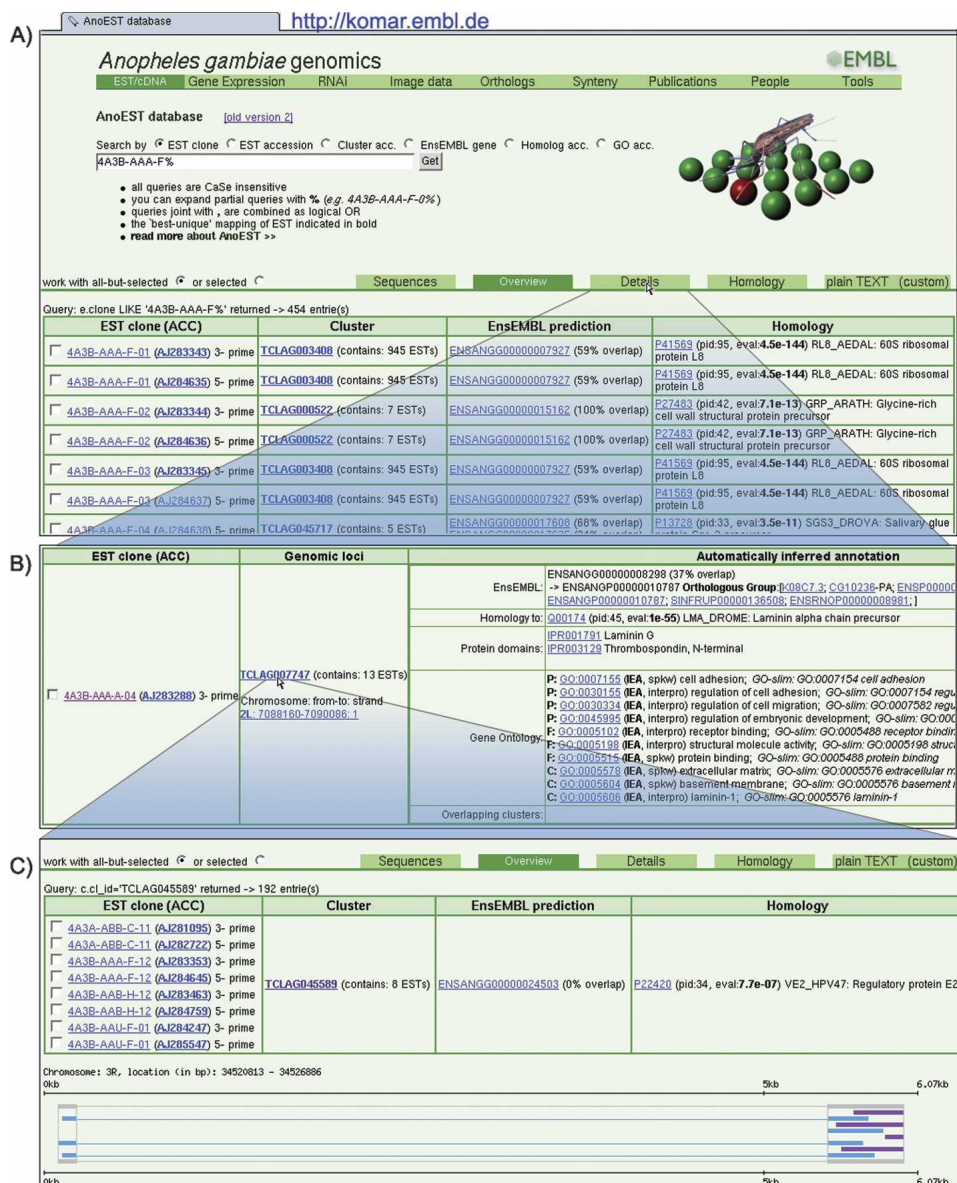 AnoEST database
http://komar.embl.de
A)
Anopheles gambiae genomics
EMBL
EST/cDNA Gene Expression RNAi Image data Orthologs Synteny Publications People Tools
AnoEST database [old version 2]
Search by EST clone EST accession Cluster acc. EnsEMBL gene Homolog acc. GO acc.
4A3B-AAA-F% Get
all queries are CaSe insensitive
you can expand partial queries with % (e.g. 4A3B-AAA-F-0%)
queries joint with , are combined as logical OR
the 'best-unique' mapping of EST indicated in bold
read more about AnoEST >>
work with all-but-selected or selected Sequences Overview Details Homology plain TEXT (custom)
Query: e.clone LIKE '4A3B-AAA-F%' returned -> 454 entrie(s)
EST clone (ACC) Cluster EnsEMBL prediction Homology
4A3B-AAA-F-01 (AJ283343) 3- prime TCLAG003408 (contains: 945 ESTs) ENSANGG00000007927 (59% overlap) P41569 (pid:95, eval:4.5e-144) RL8_AEDAL: 60S ribosomal
protein L8
4A3B-AAA-F-01 (AJ284635) 5- prime TCLAG003408 (contains: 945 ESTs) ENSANGG00000007927 (59% overlap) P41569 (pid:95, eval:4.5e-144) RL8_AEDAL: 60S ribosomal
protein L8
4A3B-AAA-F-02 (AJ283344) 3- prime TCLAG000522 (contains: 7 ESTs) ENSANGG00000015162 (100% overlap) P27483 (pid:42, eval:7.1e-13) GRP_ARATH: Glycine-rich
cell wall structural protein precursor
4A3B-AAA-F-02 (AJ284636) 5- prime TCLAG000522 (contains: 7 ESTs) ENSANGG00000015162 (100% overlap) P27483 (pid:42, eval:7.1e-13) GRP_ARATH: Glycine-rich
cell wall structural protein precursor
4A3B-AAA-F-03 (AJ283345) 3- prime TCLAG003408 (contains: 945 ESTs) ENSANGG00000007927 (59% overlap) P41569 (pid:95, eval:4.5e-144) RL8_AEDAL: 60S ribosomal
protein L8
4A3B-AAA-F-03 (AJ284637) 5- prime TCLAG003408 (contains: 945 ESTs) ENSANGG00000007927 (59% overlap) P41569 (pid:95, eval:4.5e-144) RL8_AEDAL: 60S ribosomal
protein L8
4A3B-AAA-F-04 (AJ284638) 5- prime TCLAG045717 (contains: 5 ESTs) ENSANGG00000017608 (68% overlap) P13728 (pid:33, eval:3.5e-11) SGS3_DROYA: Salivary glue
B)
EST clone (ACC) Genomic loci Automatically inferred annotation
ENSANGG00000008298 (37% overlap)
EnsEMBL: -> ENSANGP00000010787 Orthologous Group:[K08C7.3; CG10236-PA; ENSP00000
ENSANGP00000010787; SINFRUP00000136508; ENSRNOP00000008981; ]
Homology to: Q00174 (pid:45, eval:1e-55) LMA_DROME: Laminin alpha chain precursor
IPR001791 Laminin G
Protein domains: IPR003129 Thrombospondin, N-terminal
4A3B-AAA-A-04 (AJ283288) 3- prime
TCLAG007747 (contains: 13 ESTs)
Chromosome: from-to: strand
2L: 7088160-7090086: 1
Gene Ontology:
P: GO:0007155 (IEA, spkw) cell adhesion; GO-slim: GO:0007154 cell adhesion
P: GO:0030155 (IEA, interpro) regulation of cell adhesion; GO-slim: GO:0007154 regu
P: GO:0030334 (IEA, interpro) regulation of cell migration; GO-slim: GO:0007582 regu
P: GO:0045995 (IEA, interpro) regulation of embryonic development; GO-slim: GO:000
F: GO:0005102 (IEA, interpro) receptor binding; GO-slim: GO:0005488 receptor bindin
F: GO:0005198 (IEA, interpro) structural molecule activity; GO-slim: GO:0005198 struc
F: GO:0005515 (IEA, spkw) protein binding; GO-slim: GO:0005488 protein binding
C: GO:0005578 (IEA, spkw) extracellular matrix; GO-slim: GO:0005576 extracellular m
C: GO:0005604 (IEA, spkw) basement membrane; GO-slim: GO:0005576 basement
C: GO:0005606 (IEA, interpro) laminin-1; GO-slim: GO:0005576 laminin-1
Overlapping clusters:
C)
work with all-but-selected or selected Sequences Overview Details Homology plain TEXT (custom)
Query: c.cl_id='TCLAG045589' returned -> 192 entrie(s)
EST clone (ACC) Cluster EnsEMBL prediction Homology
4A3A-ABB-C-11 (AJ281095) 3- prime
4A3A-ABB-C-11 (AJ282722) 5- prime
4A3B-AAA-F-12 (AJ283353) 3- prime
4A3B-AAA-F-12 (AJ284645) 5- prime
4A3B-AAB-H-12 (AJ283463) 3- prime
4A3B-AAB-H-12 (AJ284759) 5- prime
4A3B-AAU-F-01 (AJ284247) 3- prime
4A3B-AAU-F-01 (AJ285547) 5- prime
TCLAG045589 (contains: 8 ESTs) ENSANGG00000024503 (0% overlap) P22420 (pid:34, eval:7.7e-07) VE2_HPV47: Regulatory protein E2
Chromosome: 3R, location (in bp): 34520813 - 34526886
0kb 5kb 6.07kb
0kb 5kb 6.07kb